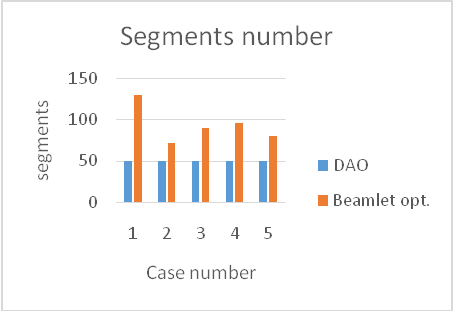 Segments number
segments
150
100
50
0
1 2 3 4 5
Case number
DAO
Beamlet opt.